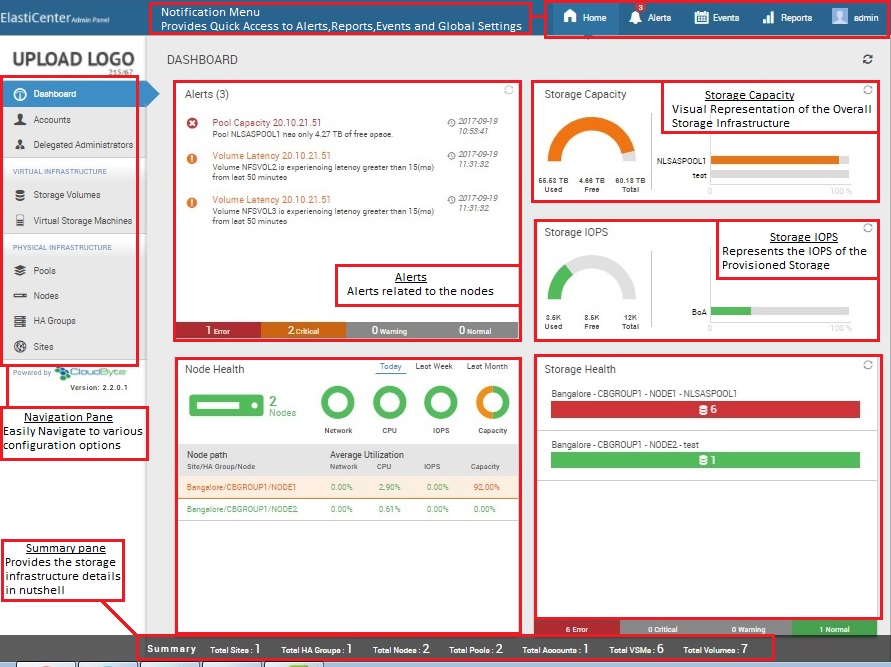 ElastiCenter Admin Panel
Notification Menu
Provides Quick Access to Alerts,Reports,Events and Global Settings
Home
3
Alerts
Events
Reports
admin
UPLOAD LOGO
215/67
Dashboard
Accounts
Delegated Administrators
VIRTUAL INFRASTRUCTURE
Storage Volumes
Virtual Storage Machines
PHYSICAL INFRASTRUCTURE
Pools
Nodes
HA Groups
Sites
Powered by CloudByte
Version: 2.2.0.1
Navigation Pane
Easily Navigate to various
configuration options
Summary pane
Provides the storage
infrastructure details
in nutshell
DASHBOARD
Alerts (3)
Pool Capacity 20.10.21.51
Pool NLSASPOOL1 has only 4.27 TB of free space.
2017-09-19
10:53:41
Volume Latency 20.10.21.51
Volume NFSVOL2 is experiencing latency greater than 15(ms)
from last 50 minutes
2017-09-19
11:31:32
Volume Latency 20.10.21.51
Volume NFSVOL3 is experiencing latency greater than 15(ms)
from last 50 minutes
2017-09-19
11:31:32
Alerts
Alerts related to the nodes
1 Error
2 Critical
0 Warning
0 Normal
Storage Capacity
55.53 TB
Used
4.66 TB
Free
60.18 TB
Total
NLSASPOOL1
test
0
100 %
Storage Capacity
Visual Representation of the Overall
Storage Infrastructure
Storage IOPS
3.5K
Used
8.5K
Free
12K
Total
BoA
0
100 %
Storage IOPS
Represents the IOPS of the
Provisioned Storage
Node Health
Today
Last Week
Last Month
2
Nodes
Network
CPU
IOPS
Capacity
Node path
Average Utilization
Site/HA Group/Node
Network
CPU
IOPS
Capacity
Bangalore/CBGROUP1/NODE1
0.00%
2.90%
0.00%
92.00%
Bangalore/CBGROUP1/NODE2
0.00%
0.61%
0.00%
0.00%
Storage Health
Bangalore - CBGROUP1 - NODE1 - NLSASPOOL1
6
Bangalore - CBGROUP1 - NODE2 - test
1
6 Error
0 Critical
0 Warning
1 Normal
Summary
Total Sites : 1
Total HA Groups : 1
Total Nodes : 2
Total Pools : 2
Total Accounts : 1
Total VSMs : 6
Total Volumes : 7